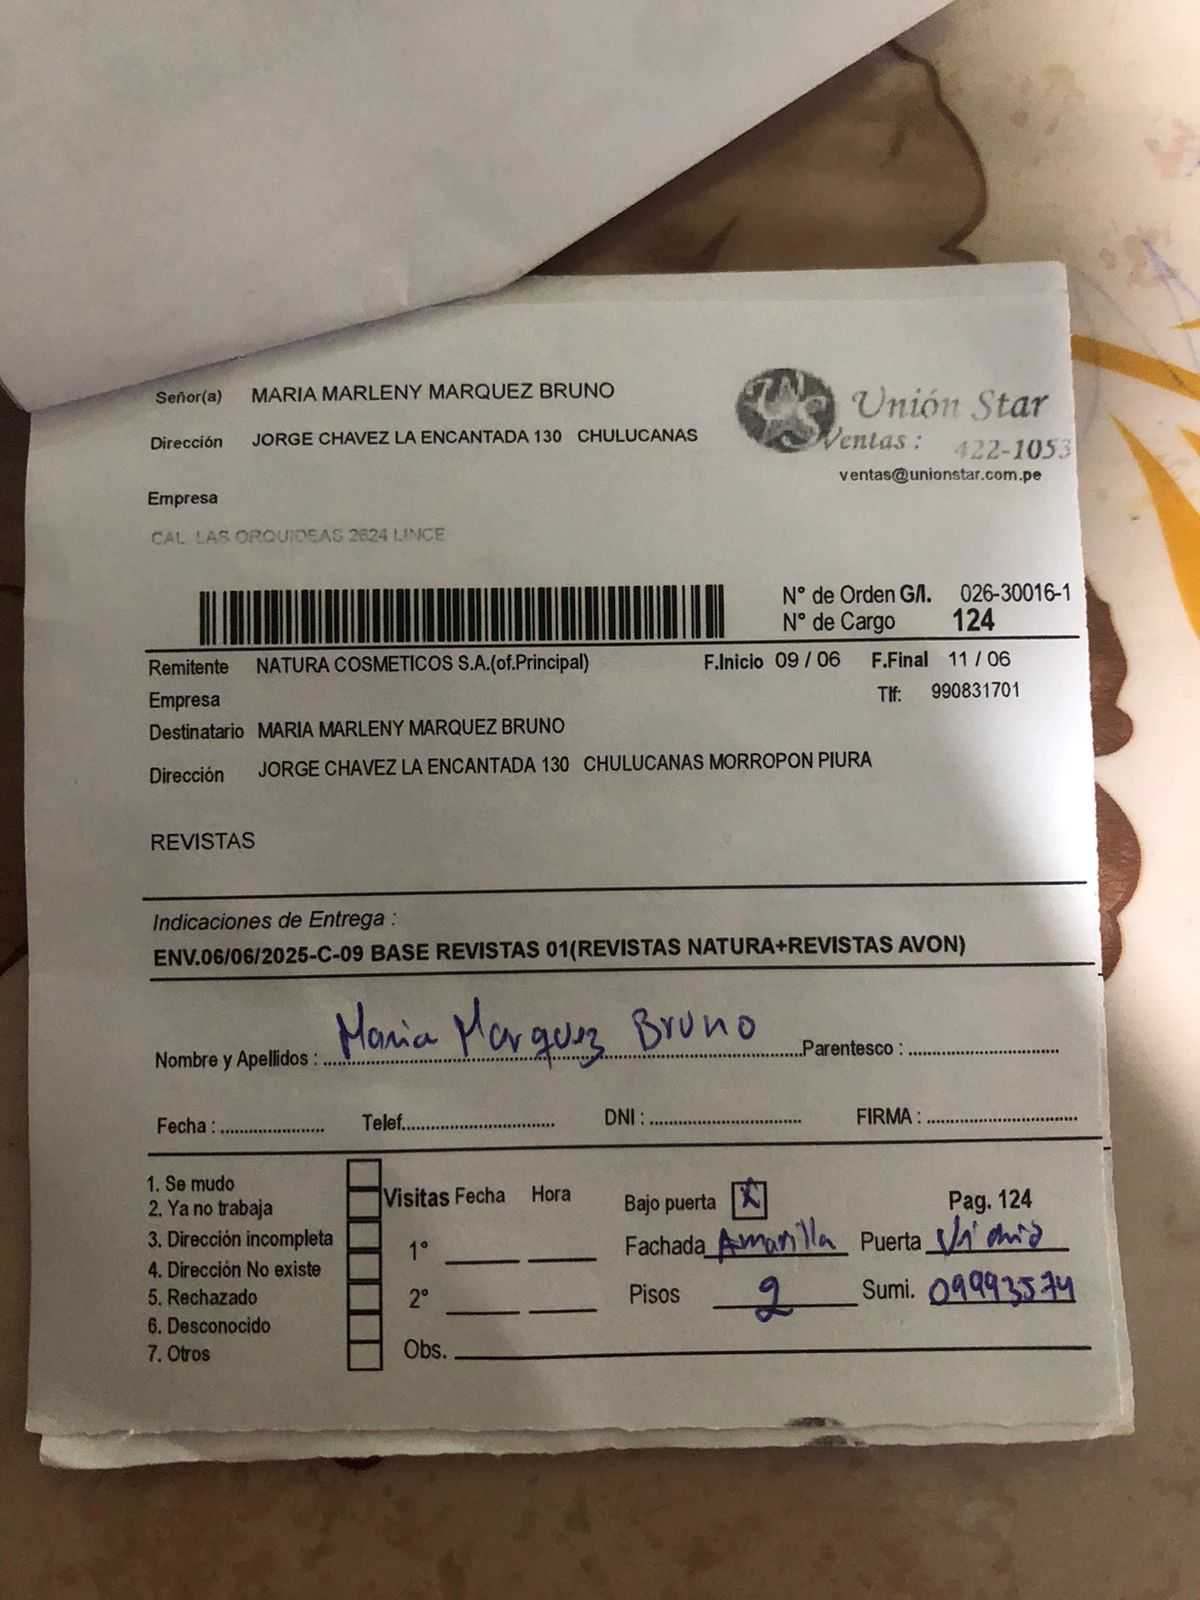 Señor(a) MARIA MARLENY MARQUEZ BRUNO
Dirección JORGE CHAVEZ LA ENCANTADA 130 CHULUCANAS
Unión Star
Ventas : 422-1053
ventas@unionstar.com.pe
Empresa
CAL. LAS ORQUIDEAS 2624 LINCE
N° de Orden G/I. 026-30016-1
N° de Cargo 124
Remitente NATURA COSMETICOS S.A.(of.Principal) F.Inicio 09 / 06 F.Final 11 / 06
Empresa Tlf: 990831701
Destinatario MARIA MARLENY MARQUEZ BRUNO
Dirección JORGE CHAVEZ LA ENCANTADA 130 CHULUCANAS MORROPON PIURA
REVISTAS
Indicaciones de Entrega :
ENV.06/06/2025-C-09 BASE REVISTAS 01(REVISTAS NATURA+REVISTAS AVON)
Nombre y Apellidos : Maria Marquez Bruno Parentesco :
Fecha : Telef. DNI : FIRMA :
1. Se mudo
2. Ya no trabaja
3. Dirección incompleta
4. Dirección No existe
5. Rechazado
6. Desconocido
7. Otros
Visitas Fecha Hora
1°
2°
Obs.
Bajo puerta X Pag. 124
Fachada Amarilla Puerta
Pisos 2 Sumi. 09993574